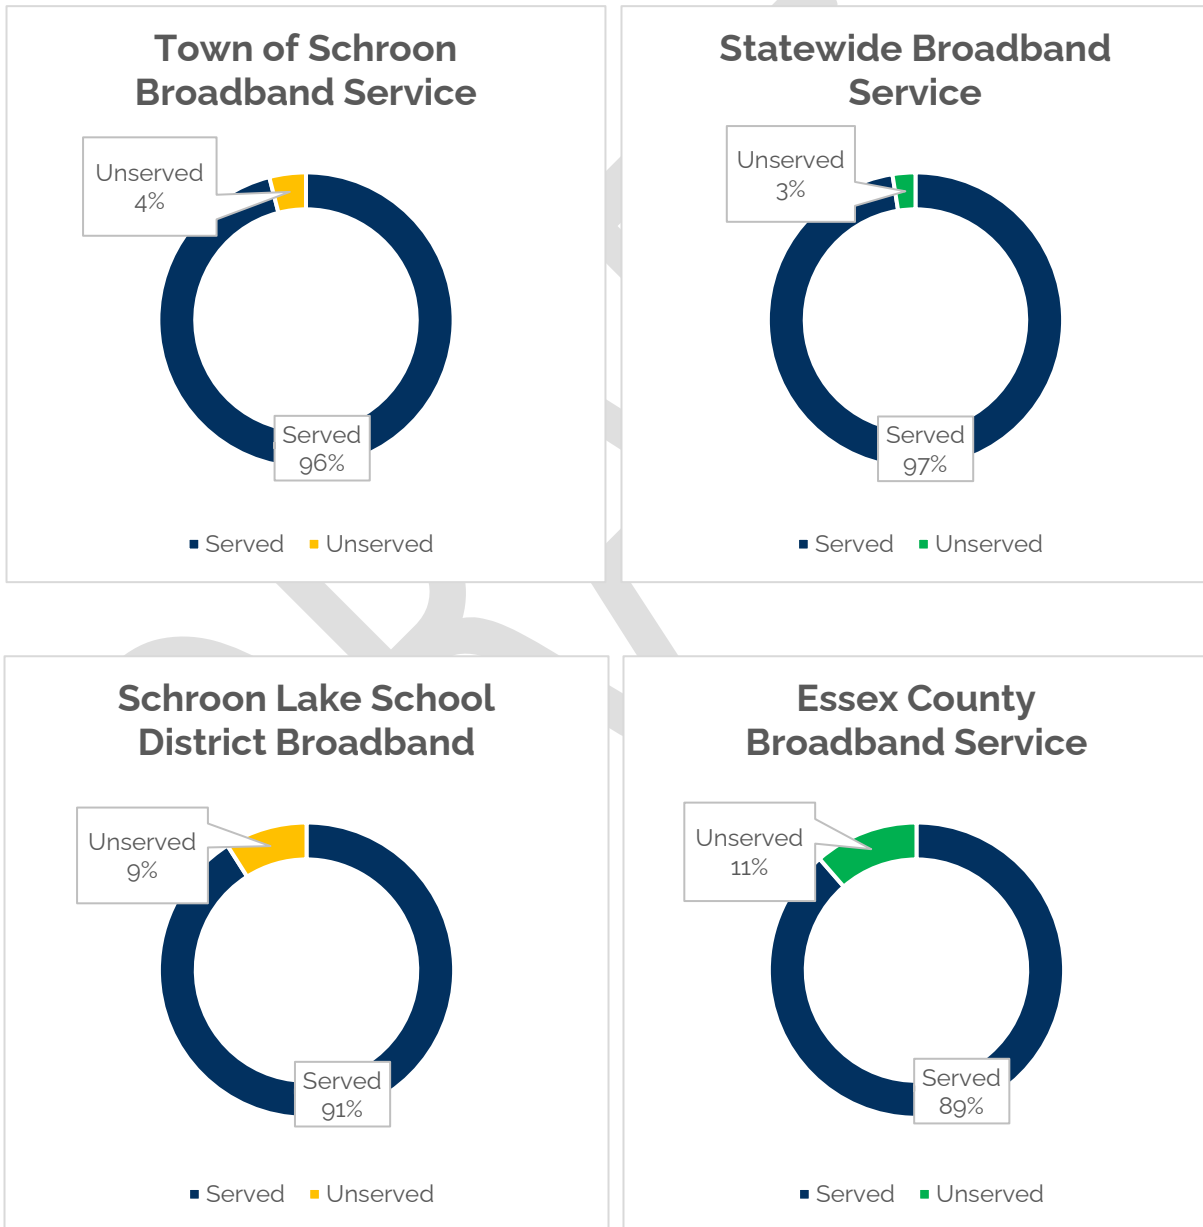 Town of Schroon
Broadband Service
Unserved
4%
Served
96%
Served Unserved
Statewide Broadband
Service
Unserved
3%
Served
97%
Served Unserved
Schroon Lake School
District Broadband
Unserved
9%
Served
91%
Served Unserved
Essex County
Broadband Service
Unserved
11%
Served
89%
Served Unserved